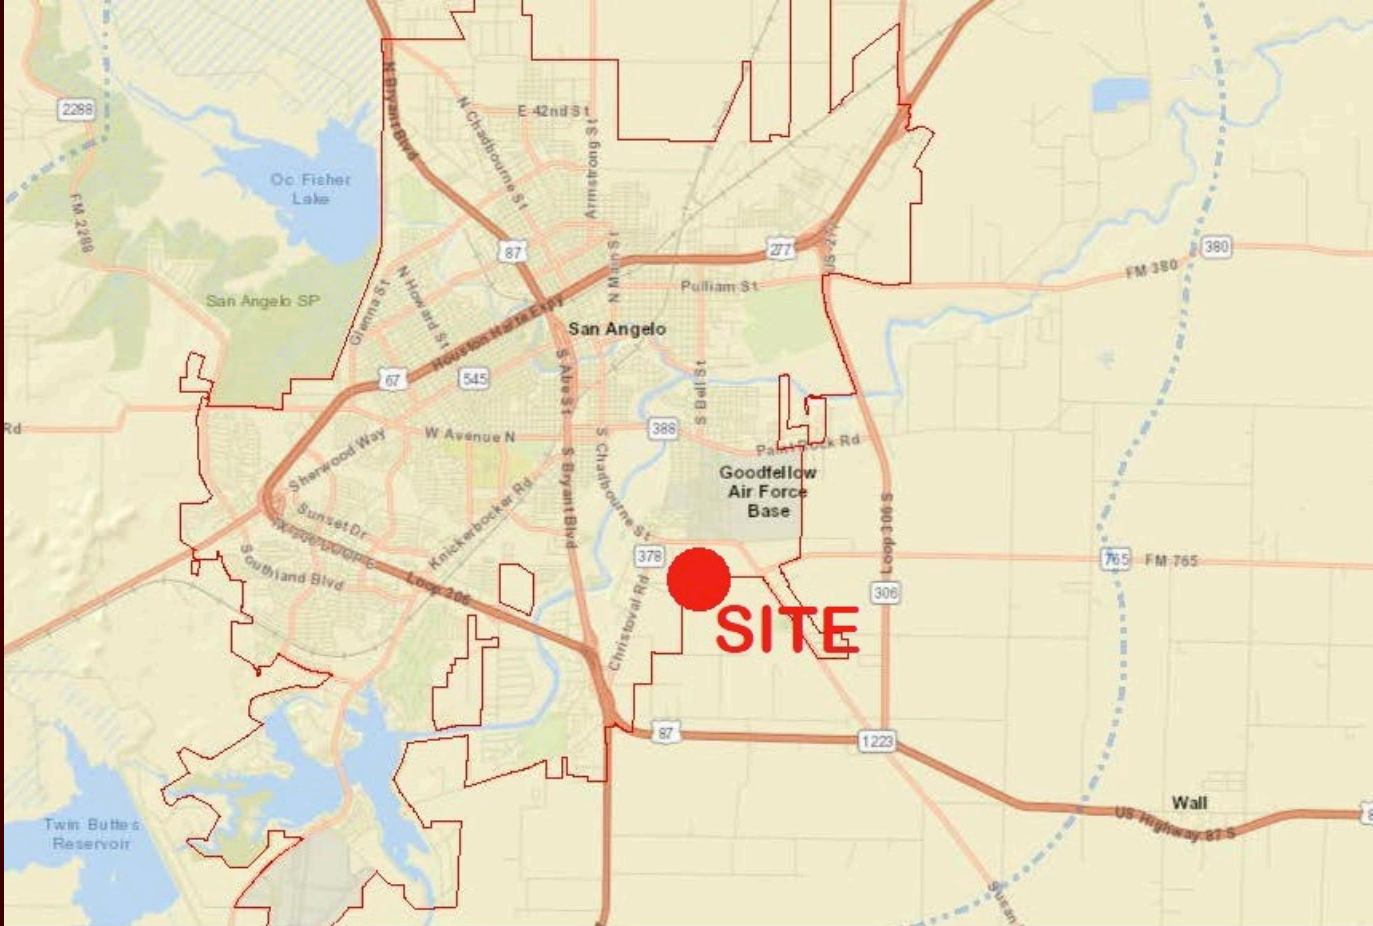 2288
N Bryant Blvd
N Chadbourne St
E 42nd St
Armstrong St
Oc Fisher
Lake
FM 2288
87
277
US-277
380
FM 380
N Main St
Pulliam St
San Angelo SP
Glenna St
N Howard St
Houston Harte Expy
San Angelo
67
545
S Abe St
S Bell St
Rd
W Avenue N
388
Paint Rock Rd
Sherwood Way
S Chadbourne St
S Bryant Blvd
Goodfellow
Air Force
Base
Knickerbocker Rd
Sunset Dr
Loop 306 S
378
765
FM 765
Southland Blvd
Loop 306
306
Christoval Rd
SITE
87
1223
Wall
US Highway 87 S
Twin Buttes
Reservoir
Susan